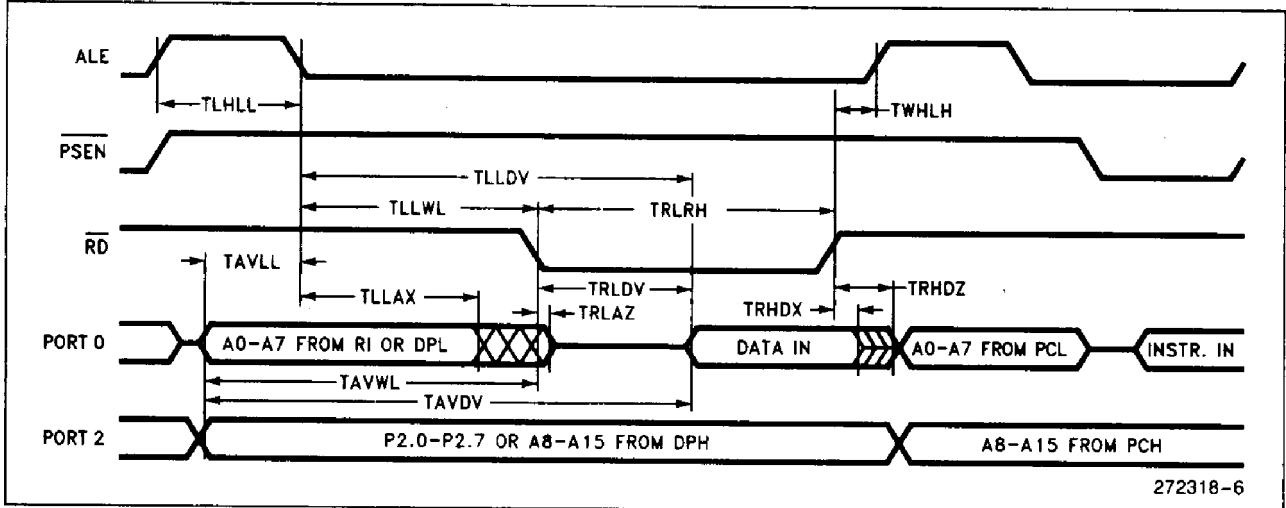 ALE
TLHLL
TWHLH
PSEN
TLLDV
TLLWL
TRLRH
RD
TAVLL
TLLAX
TRLDV
TRLAZ
TRHDX
TRHDZ
PORT 0
A0-A7 FROM RI OR DPL
DATA IN
A0-A7 FROM PCL
INSTR. IN
TAVWL
TAVDV
PORT 2
P2.0-P2.7 OR A8-A15 FROM DPH
A8-A15 FROM PCH
272318-6